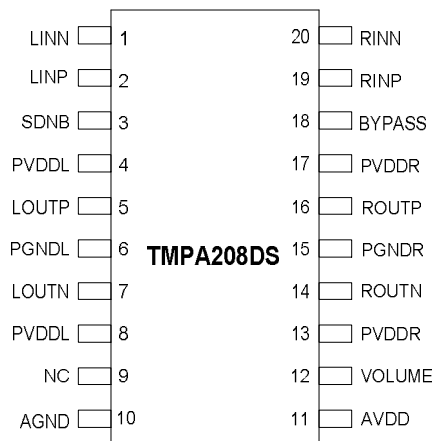 LINN 1 20 RINN
LINP 2 19 RINP
SDNB 3 18 BYPASS
PVDDL 4 17 PVDDR
LOUTP 5 16 ROUTP
PGNDL 6 TMPA208DS 15 PGNDR
LOUTN 7 14 ROUTN
PVDDL 8 13 PVDDR
NC 9 12 VOLUME
AGND 10 11 AVDD